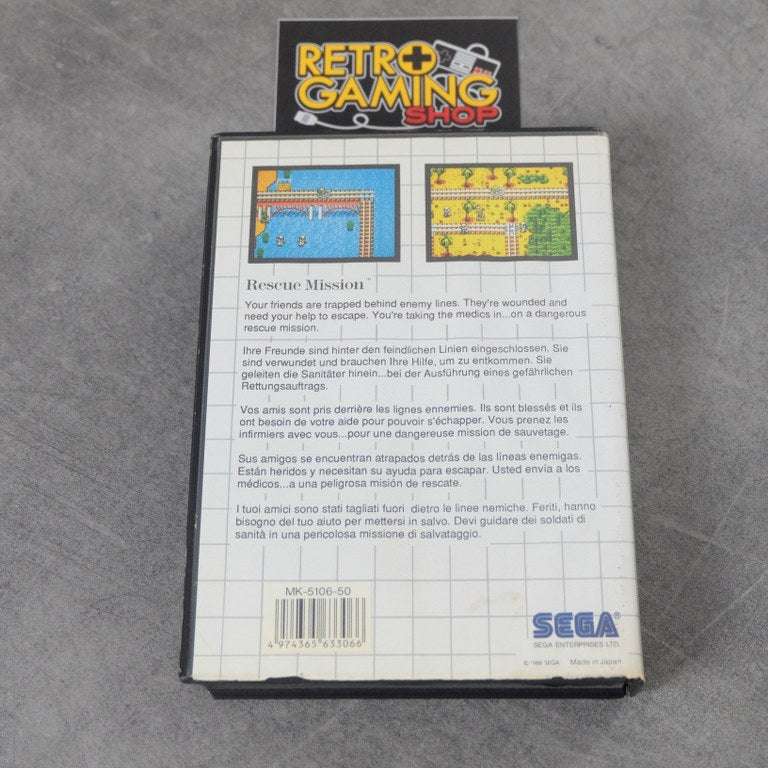 RETRO
GAMING
SHOP
Rescue Mission™
Your friends are trapped behind enemy lines. They're wounded and
need your help to escape. You're taking the medics in...on a dangerous
rescue mission.
Ihre Freunde sind hinter den feindlichen Linien eingeschlossen. Sie
sind verwundet und brauchen Ihre Hilfe, um zu entkommen. Sie
geleiten die Sanitäter hinein...bei der Ausführung eines gefährlichen
Rettungsauftrags.
Vos amis sont pris derrière les lignes ennemies. Ils sont blessés et ils
ont besoin de votre aide pour pouvoir s'échapper. Vous prenez les
infirmiers avec vous...pour une dangereuse mission de sauvetage.
Sus amigos se encuentran atrapados detrás de las líneas enemigas.
Están heridos y necesitan su ayuda para escapar. Usted envía a los
médicos...a una peligrosa misión de rescate.
I tuoi amici sono stati tagliati fuori dietro le linee nemiche. Feriti, hanno
bisogno del tuo aiuto per mettersi in salvo. Devi guidare dei soldati di
sanità in una pericolosa missione di salvataggio.
MK-5106-50
4 974365 633066
SEGA®
SEGA ENTERPRISES LTD.
© 1988 SEGA Made in Japan